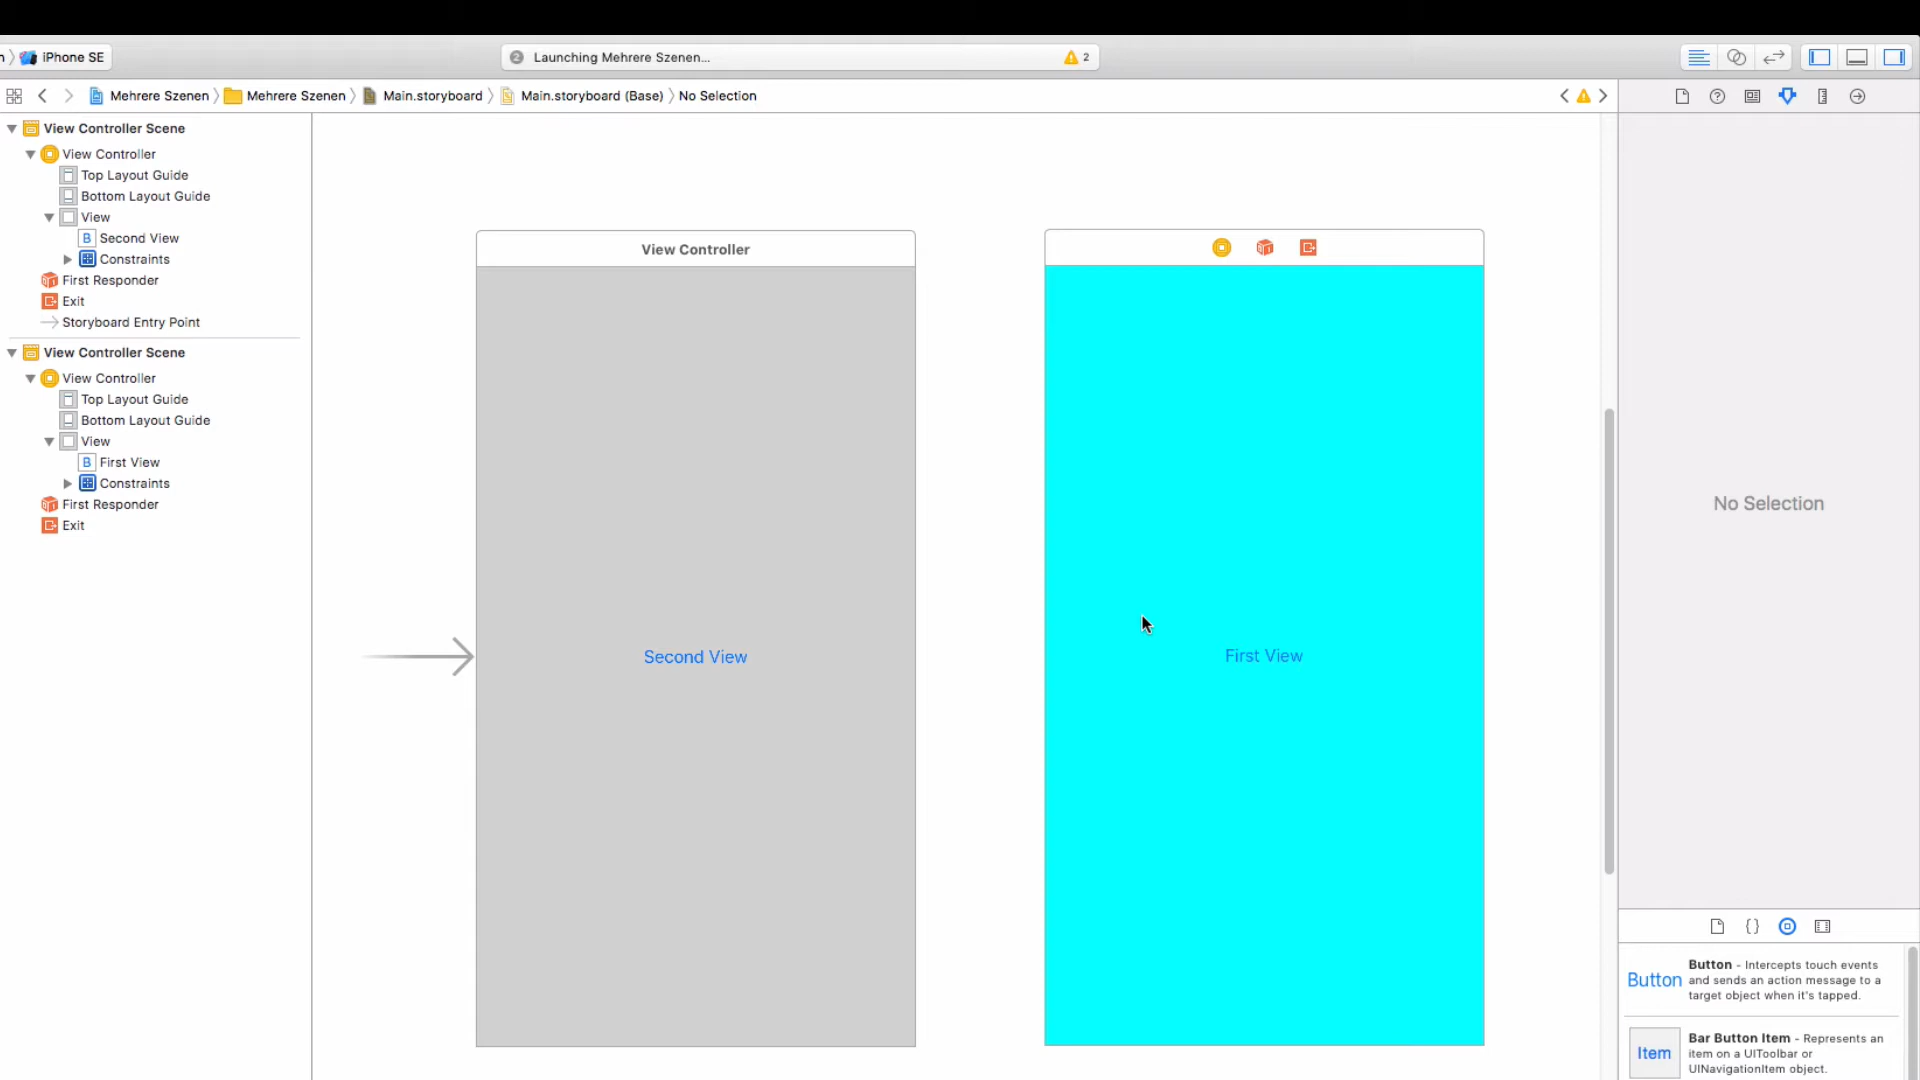 iPhone SE
Launching Mehrere Szenen...
2
Mehrere Szenen
Mehrere Szenen
Main.storyboard
Main.storyboard (Base)
No Selection
View Controller Scene
View Controller
Top Layout Guide
Bottom Layout Guide
View
B Second View
Constraints
First Responder
Exit
Storyboard Entry Point
View Controller Scene
View Controller
Top Layout Guide
Bottom Layout Guide
View
B First View
Constraints
First Responder
Exit
View Controller
Second View
First View
No Selection
Button
Button - Intercepts touch events
and sends an action message to a
target object when it's tapped.
Item
Bar Button Item - Represents an
item on a UIToolbar or
UINavigationItem object.